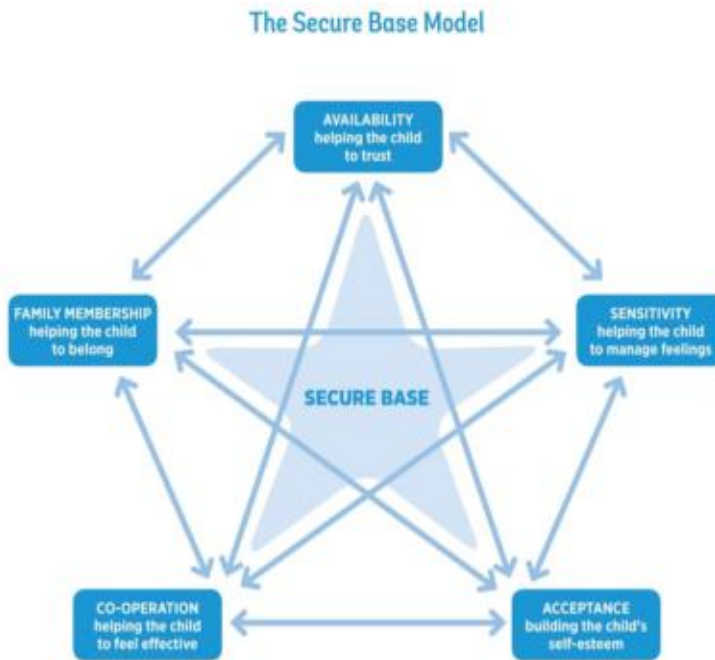 The Secure Base Model
AVAILABILITY
helping the child
to trust
FAMILY MEMBERSHIP
helping the child
to belong
SENSITIVITY
helping the child
to manage feelings
SECURE BASE
CO-OPERATION
helping the child
to feel effective
ACCEPTANCE
building the child's
self-esteem